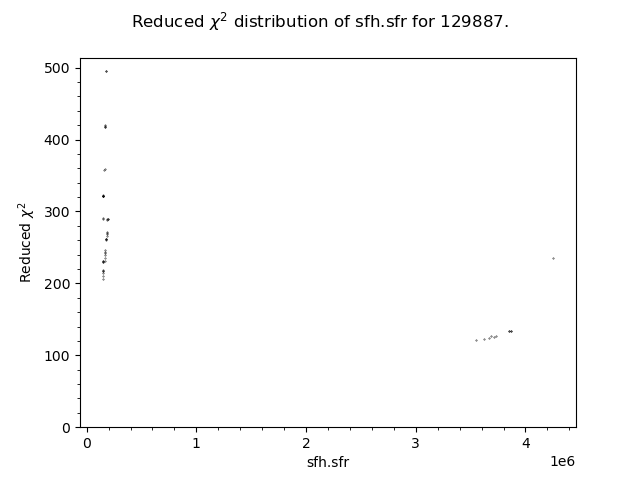 Reduced χ² distribution of sfh.sfr for 129887.
500
400
300
200
100
0
Reduced χ²
0 1 2 3 4
1e6
sfh.sfr